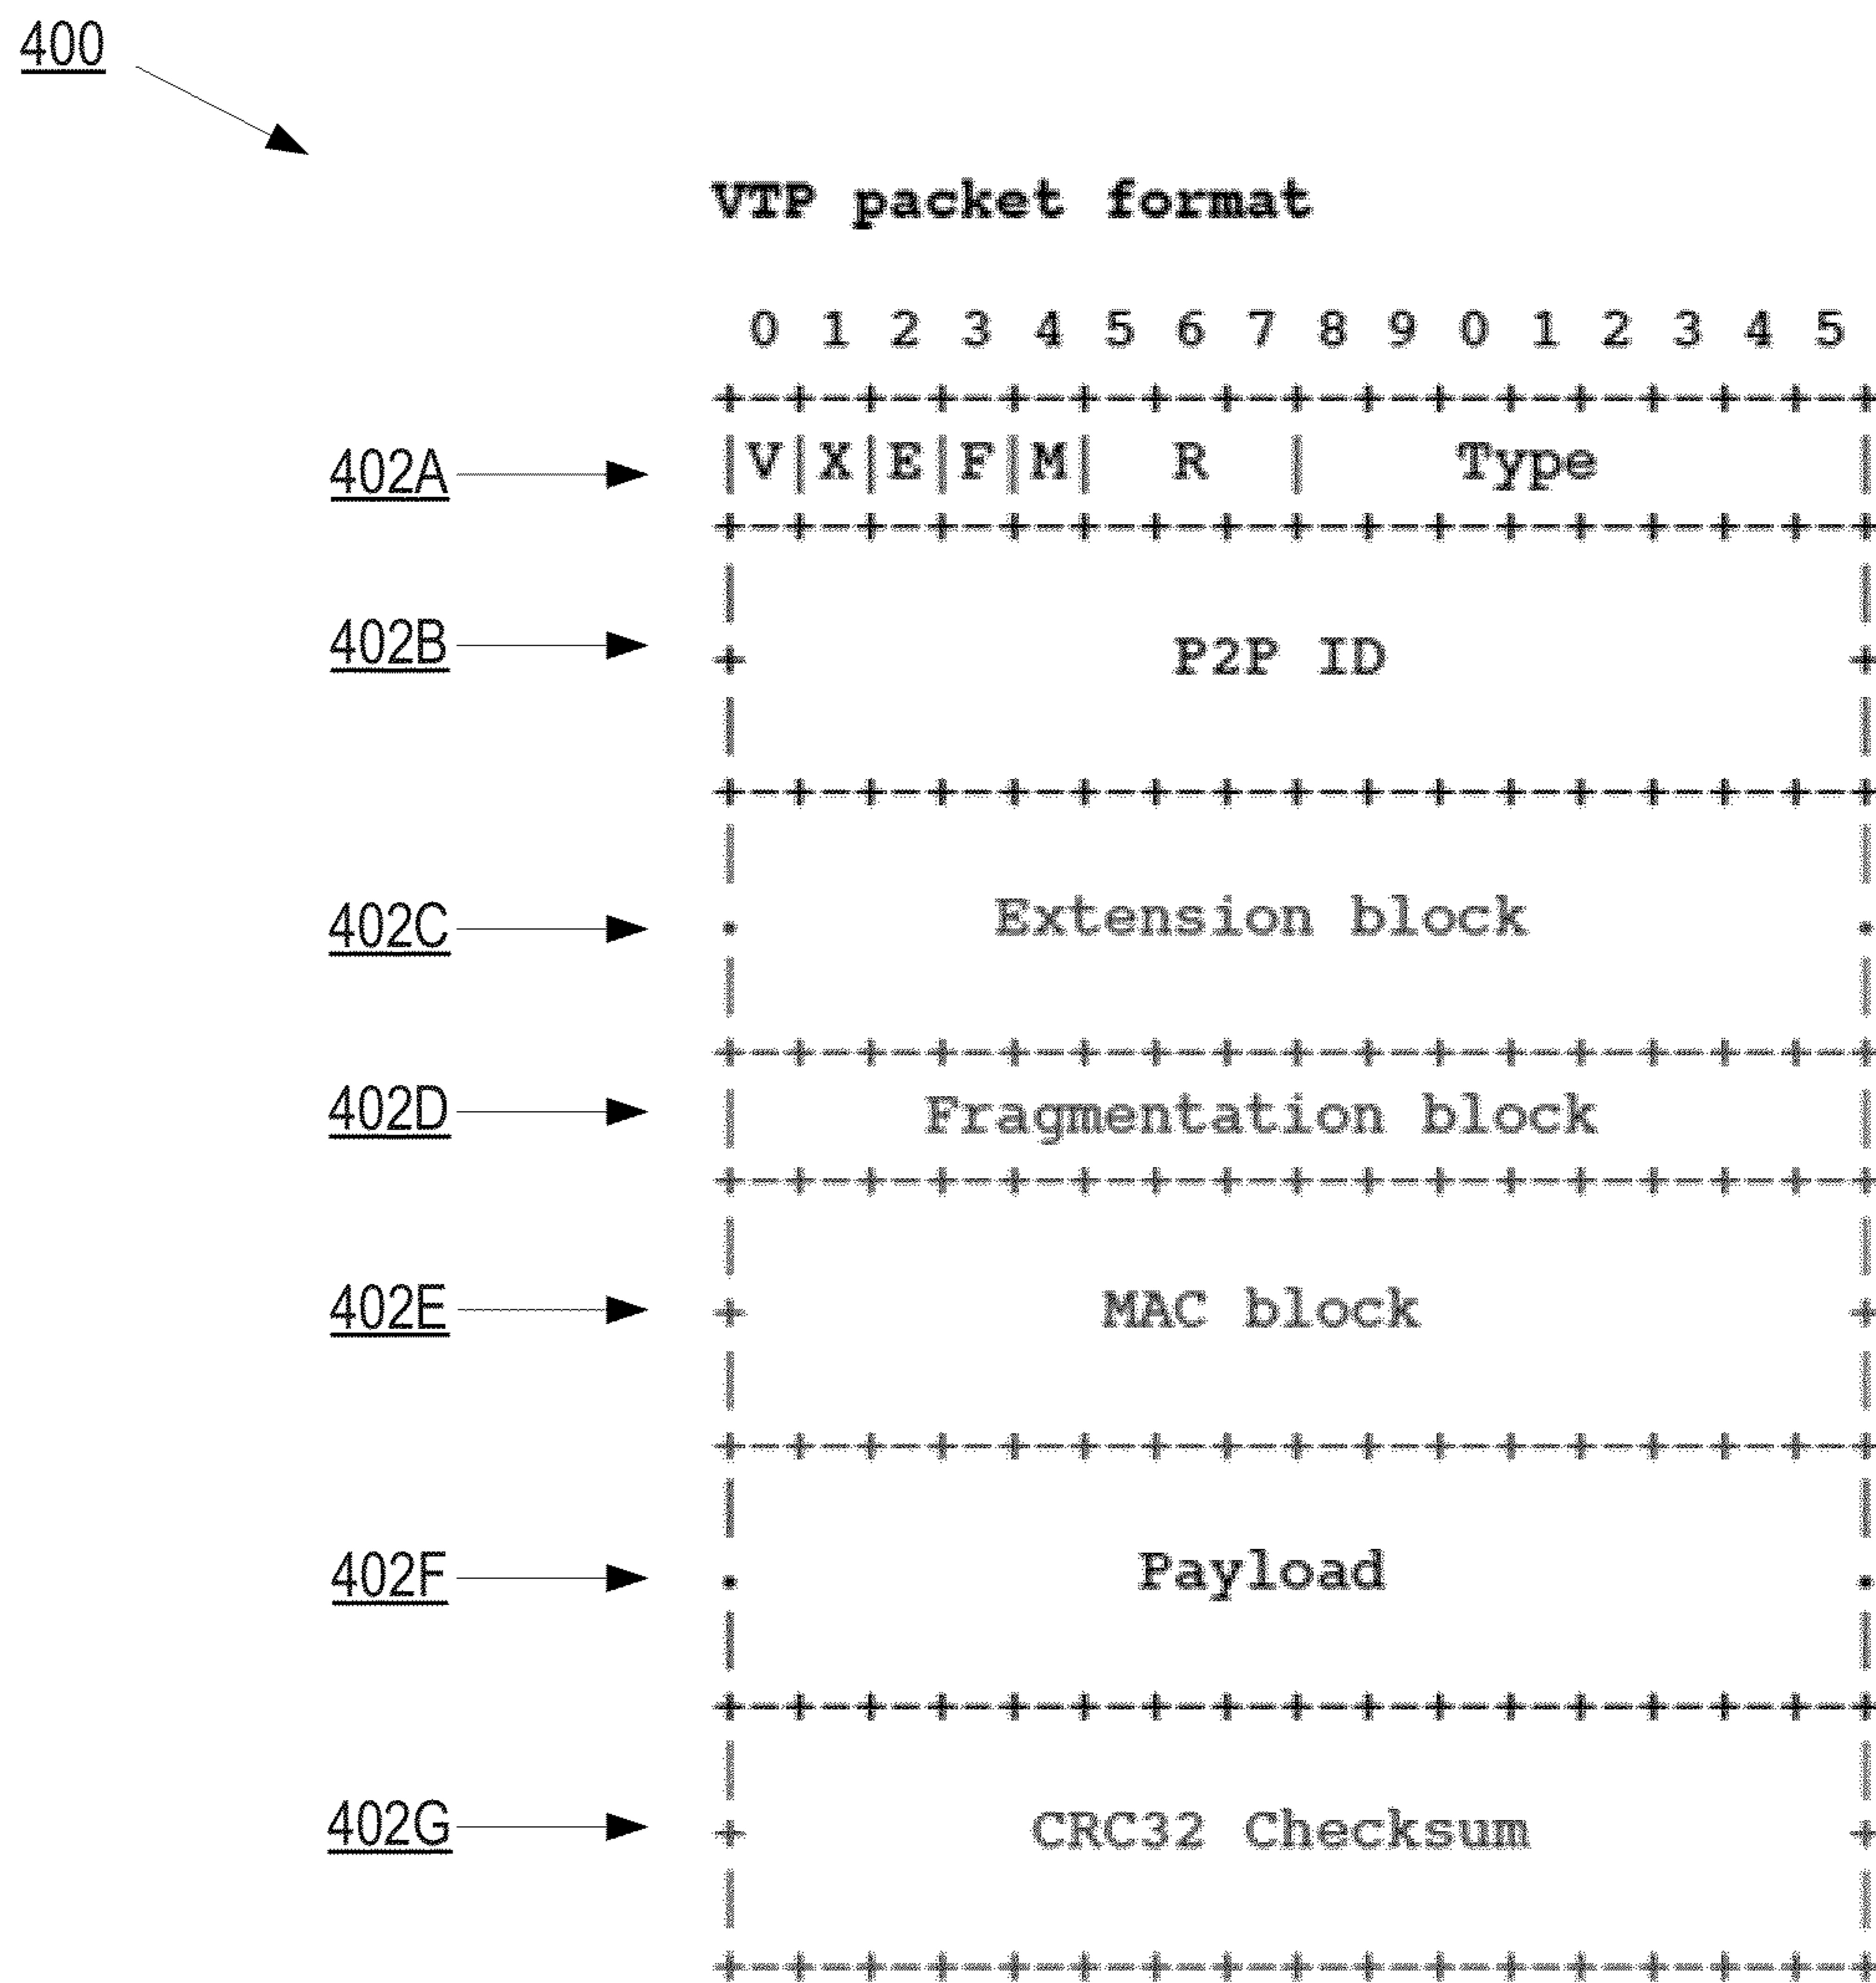 400
VTP packet format
0 1 2 3 4 5 6 7 8 9 0 1 2 3 4 5
+-+-+-+-+-+-+-+-+-+-+-+-+-+-+-+-+
402A |V|X|E|F|M|  R  |     Type      |
+-+-+-+-+-+-+-+-+-+-+-+-+-+-+-+-+
402B + P2P ID +
+-+-+-+-+-+-+-+-+-+-+-+-+-+-+-+-+
402C . Extension block .
+-+-+-+-+-+-+-+-+-+-+-+-+-+-+-+-+
402D | Fragmentation block |
+-+-+-+-+-+-+-+-+-+-+-+-+-+-+-+-+
402E + MAC block +
+-+-+-+-+-+-+-+-+-+-+-+-+-+-+-+-+
402F . Payload .
+-+-+-+-+-+-+-+-+-+-+-+-+-+-+-+-+
402G + CRC32 Checksum +
+-+-+-+-+-+-+-+-+-+-+-+-+-+-+-+-+